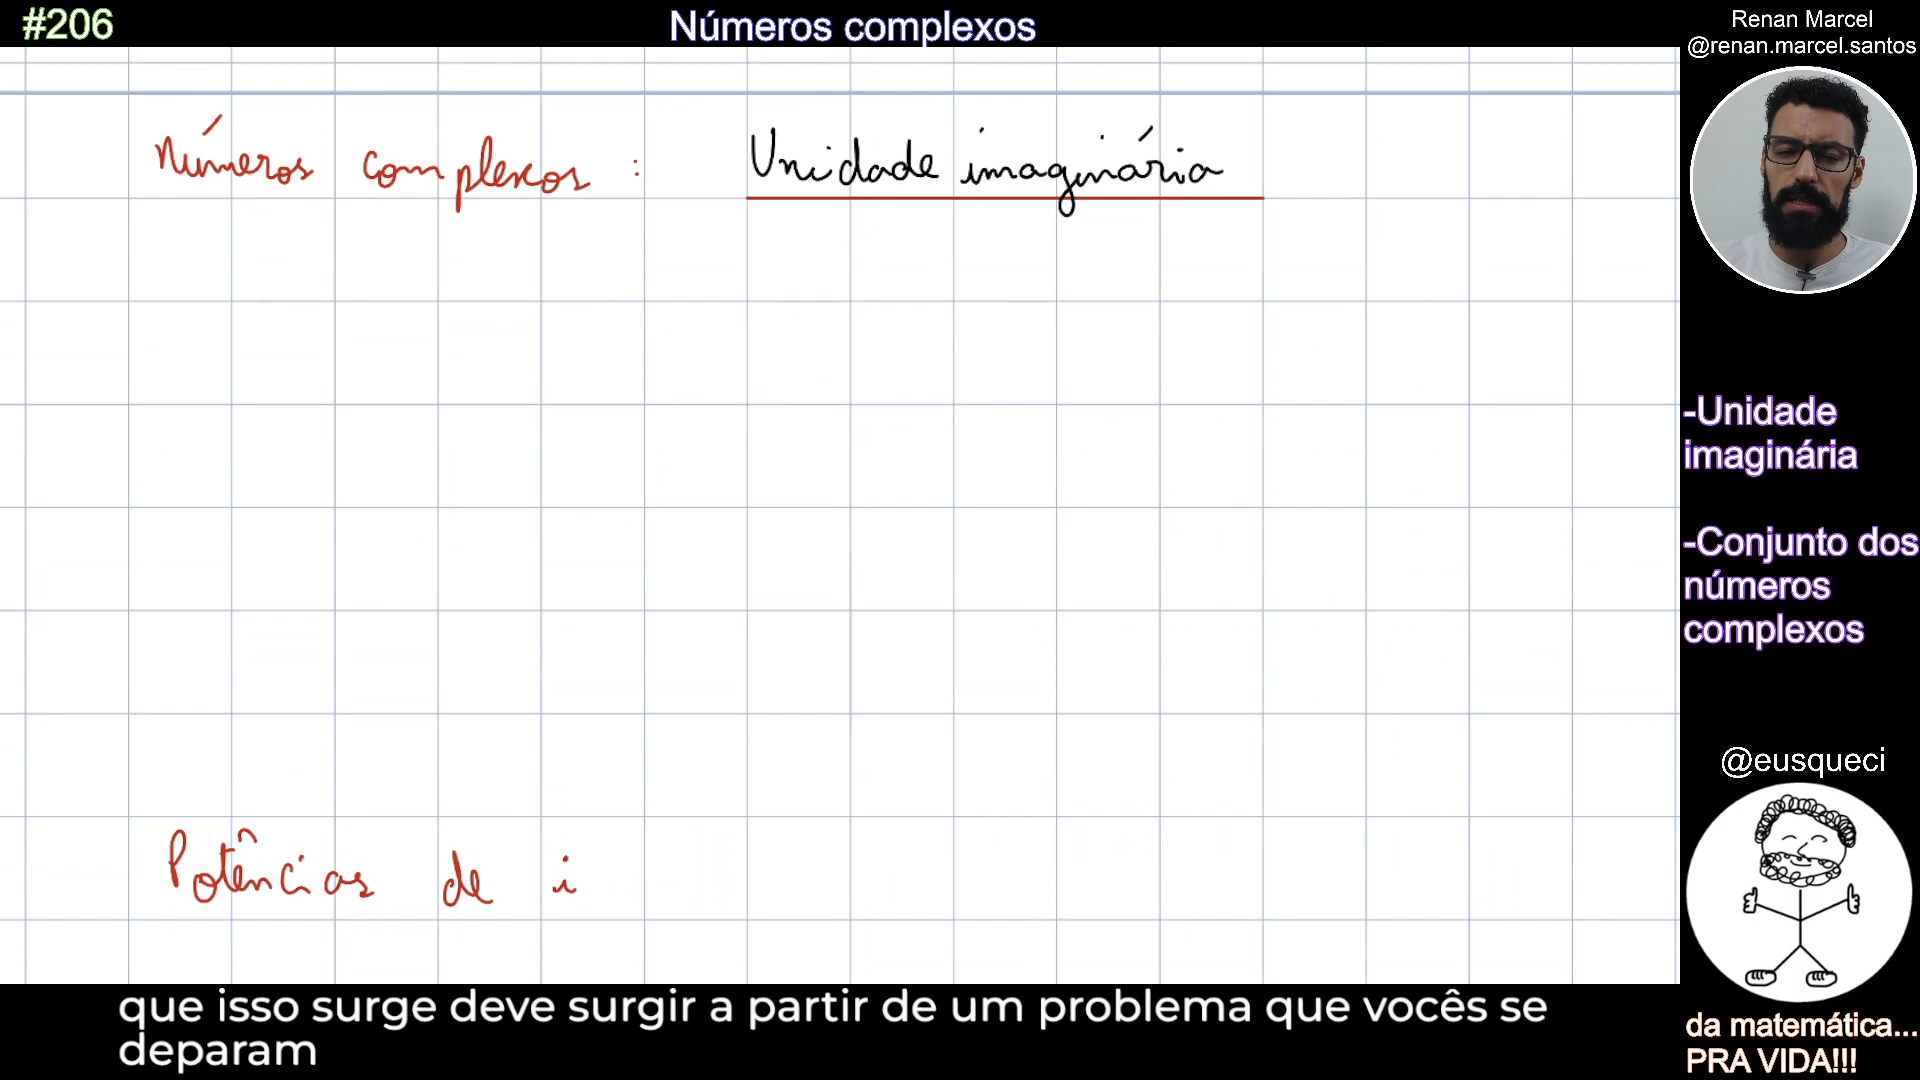 #206
Números complexos
Renan Marcel
@renan.marcel.santos
Números complexos : Unidade imaginária
-Unidade
imaginária
-Conjunto dos
números
complexos
@eusqueci
Potências de i
que isso surge deve surgir a partir de um problema que vocês se
deparam
da matemática...
PRA VIDA!!!